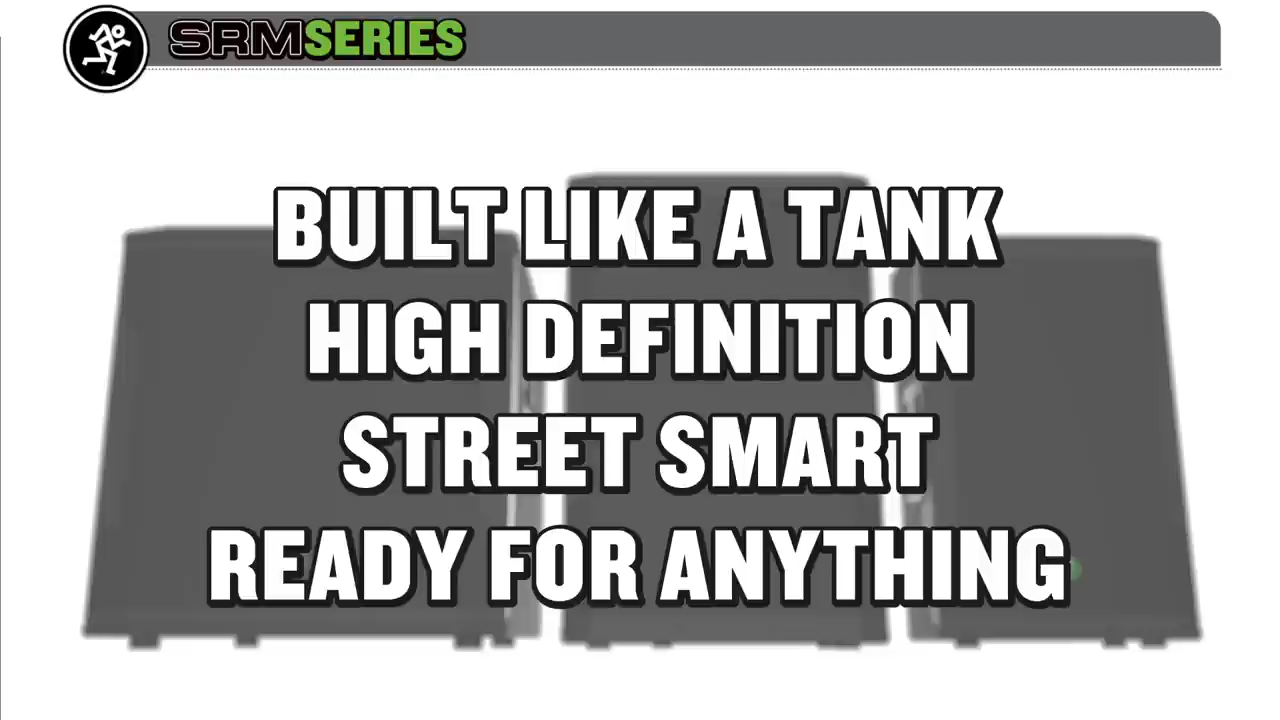 SRMSERIES
BUILT LIKE A TANK
HIGH DEFINITION
STREET SMART
READY FOR ANYTHING